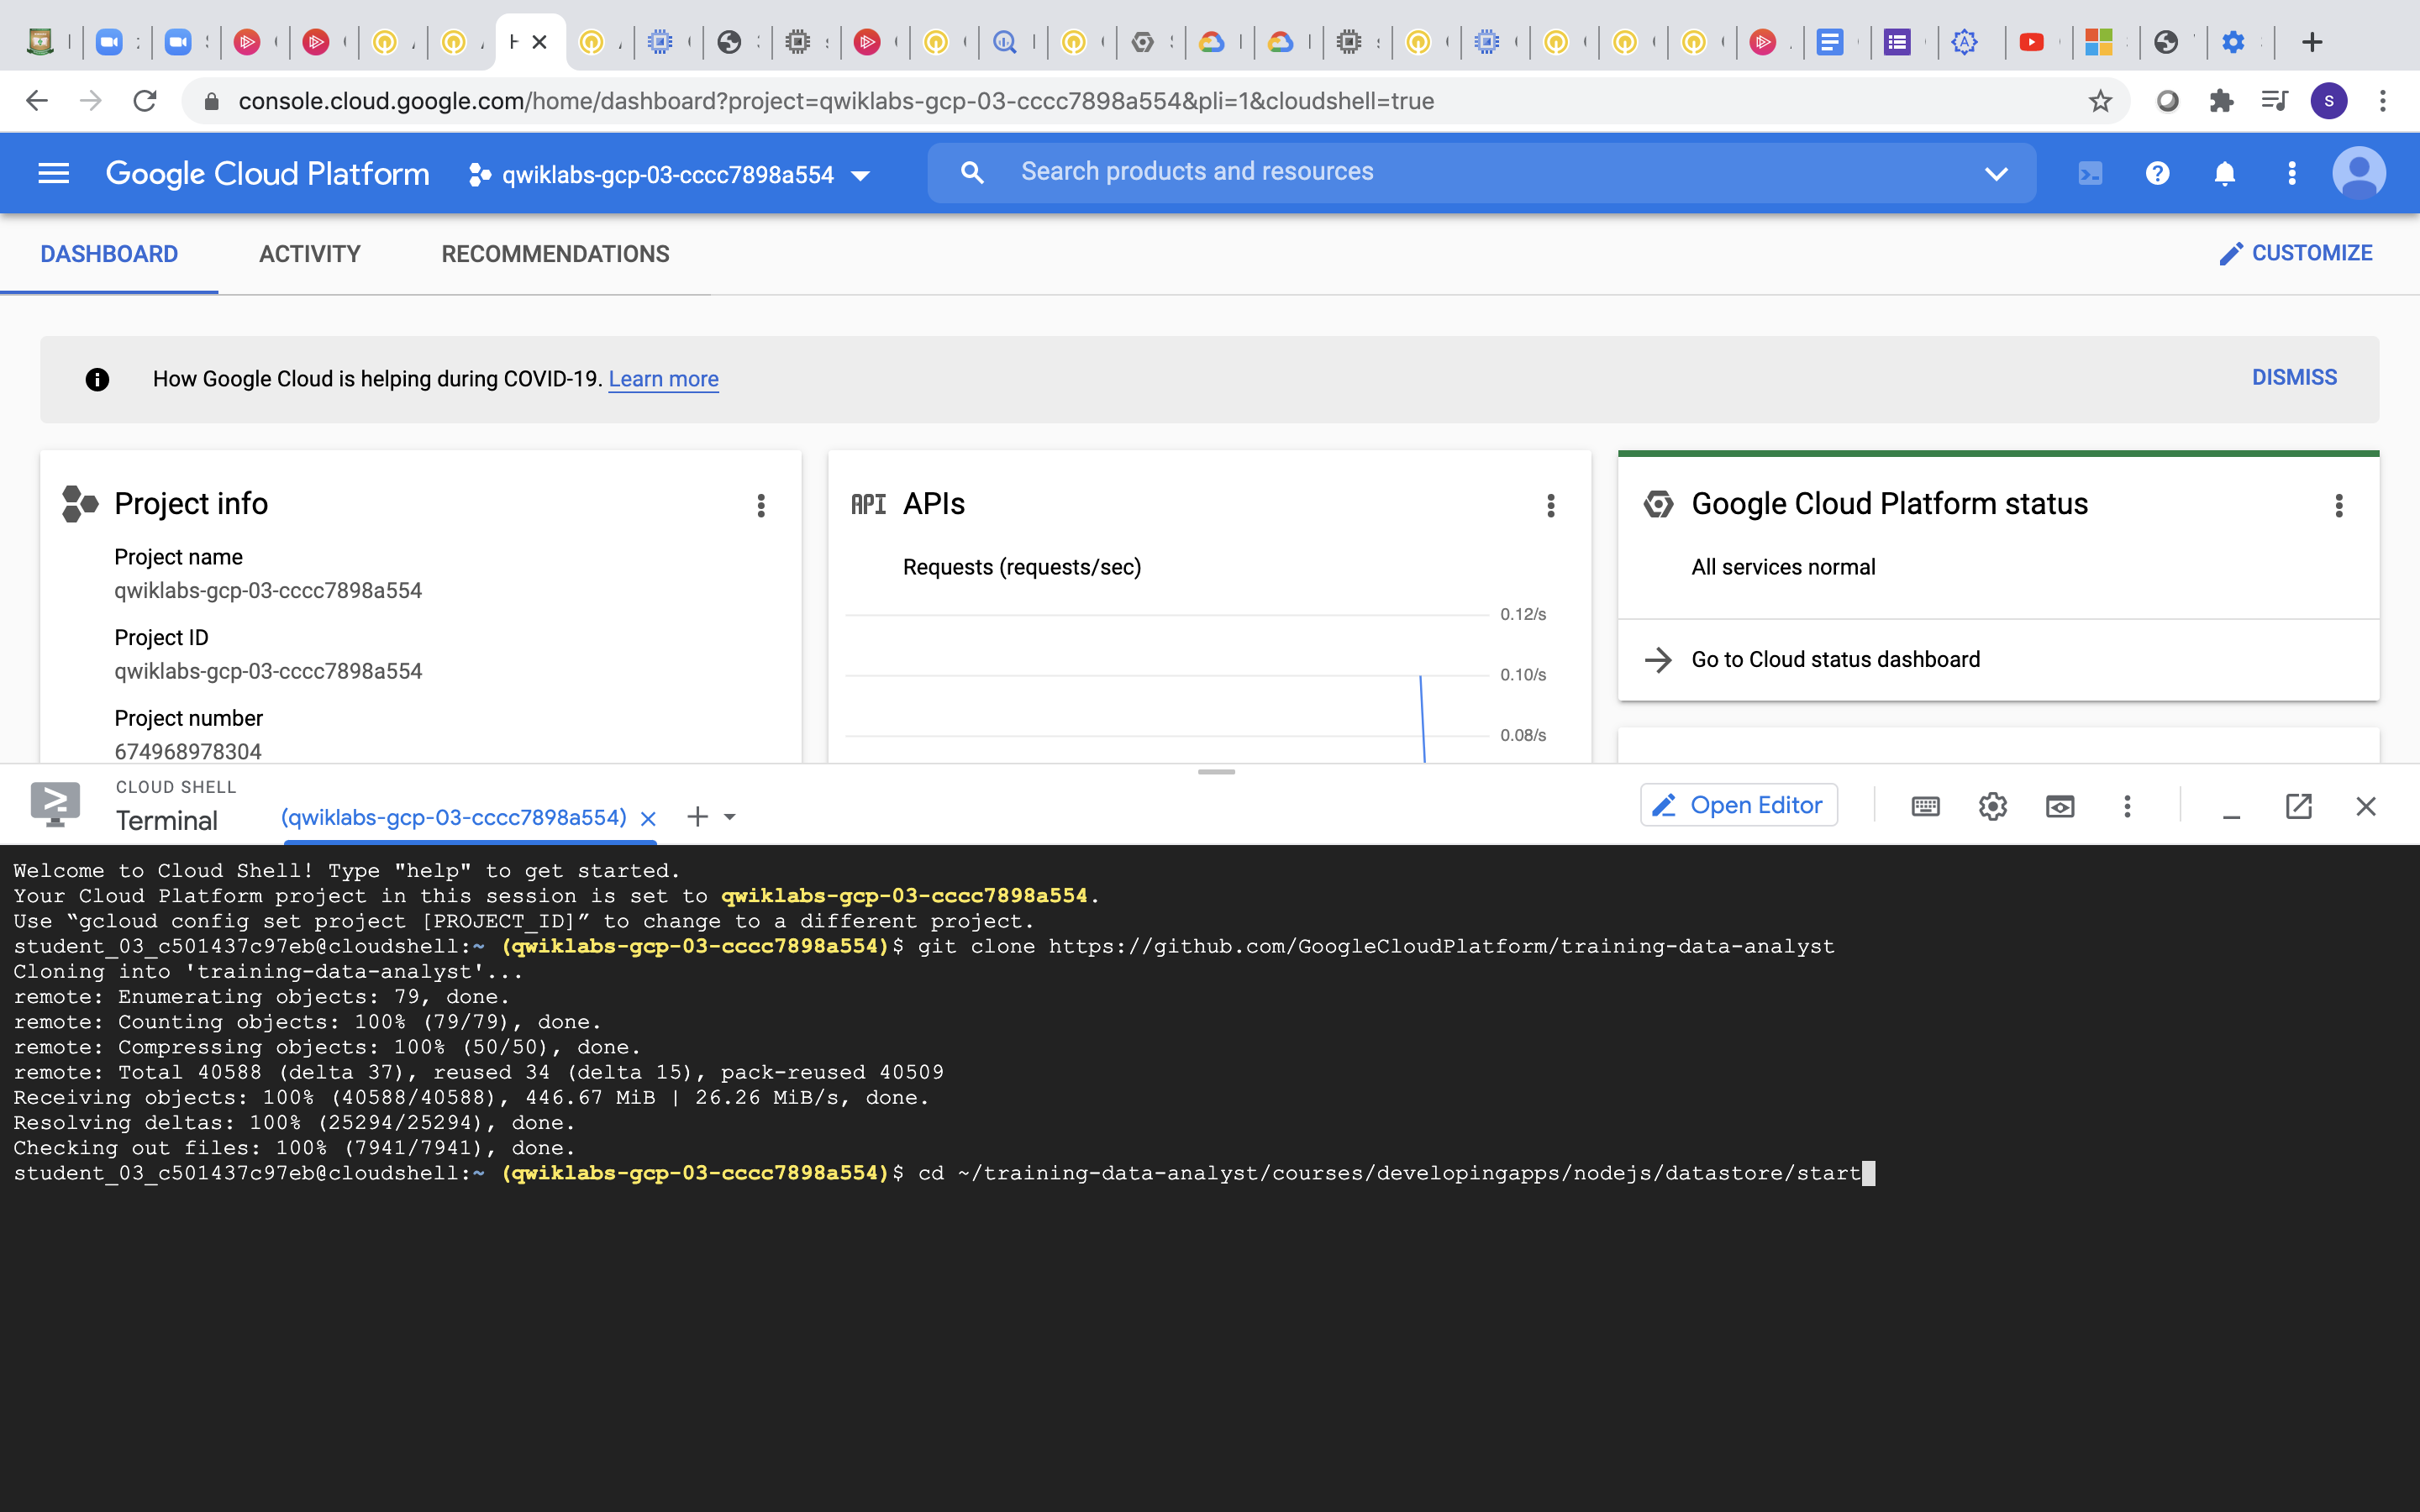 console.cloud.google.com/home/dashboard?project=qwiklabs-gcp-03-cccc7898a554&pli=1&cloudshell=true
S
Google Cloud Platform
qwiklabs-gcp-03-cccc7898a554
Search products and resources
DASHBOARD
ACTIVITY
RECOMMENDATIONS
CUSTOMIZE
How Google Cloud is helping during COVID-19. Learn more
DISMISS
Project info
Project name
qwiklabs-gcp-03-cccc7898a554
Project ID
qwiklabs-gcp-03-cccc7898a554
Project number
674968978304
API APIs
Requests (requests/sec)
0.12/s
0.10/s
0.08/s
Google Cloud Platform status
All services normal
Go to Cloud status dashboard
CLOUD SHELL
Terminal
(qwiklabs-gcp-03-cccc7898a554)
Open Editor
Welcome to Cloud Shell! Type "help" to get started.
Your Cloud Platform project in this session is set to qwiklabs-gcp-03-cccc7898a554.
Use “gcloud config set project [PROJECT_ID]” to change to a different project.
student_03_c501437c97eb@cloudshell:~ (qwiklabs-gcp-03-cccc7898a554)$ git clone https://github.com/GoogleCloudPlatform/training-data-analyst
Cloning into 'training-data-analyst'...
remote: Enumerating objects: 79, done.
remote: Counting objects: 100% (79/79), done.
remote: Compressing objects: 100% (50/50), done.
remote: Total 40588 (delta 37), reused 34 (delta 15), pack-reused 40509
Receiving objects: 100% (40588/40588), 446.67 MiB | 26.26 MiB/s, done.
Resolving deltas: 100% (25294/25294), done.
Checking out files: 100% (7941/7941), done.
student_03_c501437c97eb@cloudshell:~ (qwiklabs-gcp-03-cccc7898a554)$ cd ~/training-data-analyst/courses/developingapps/nodejs/datastore/start